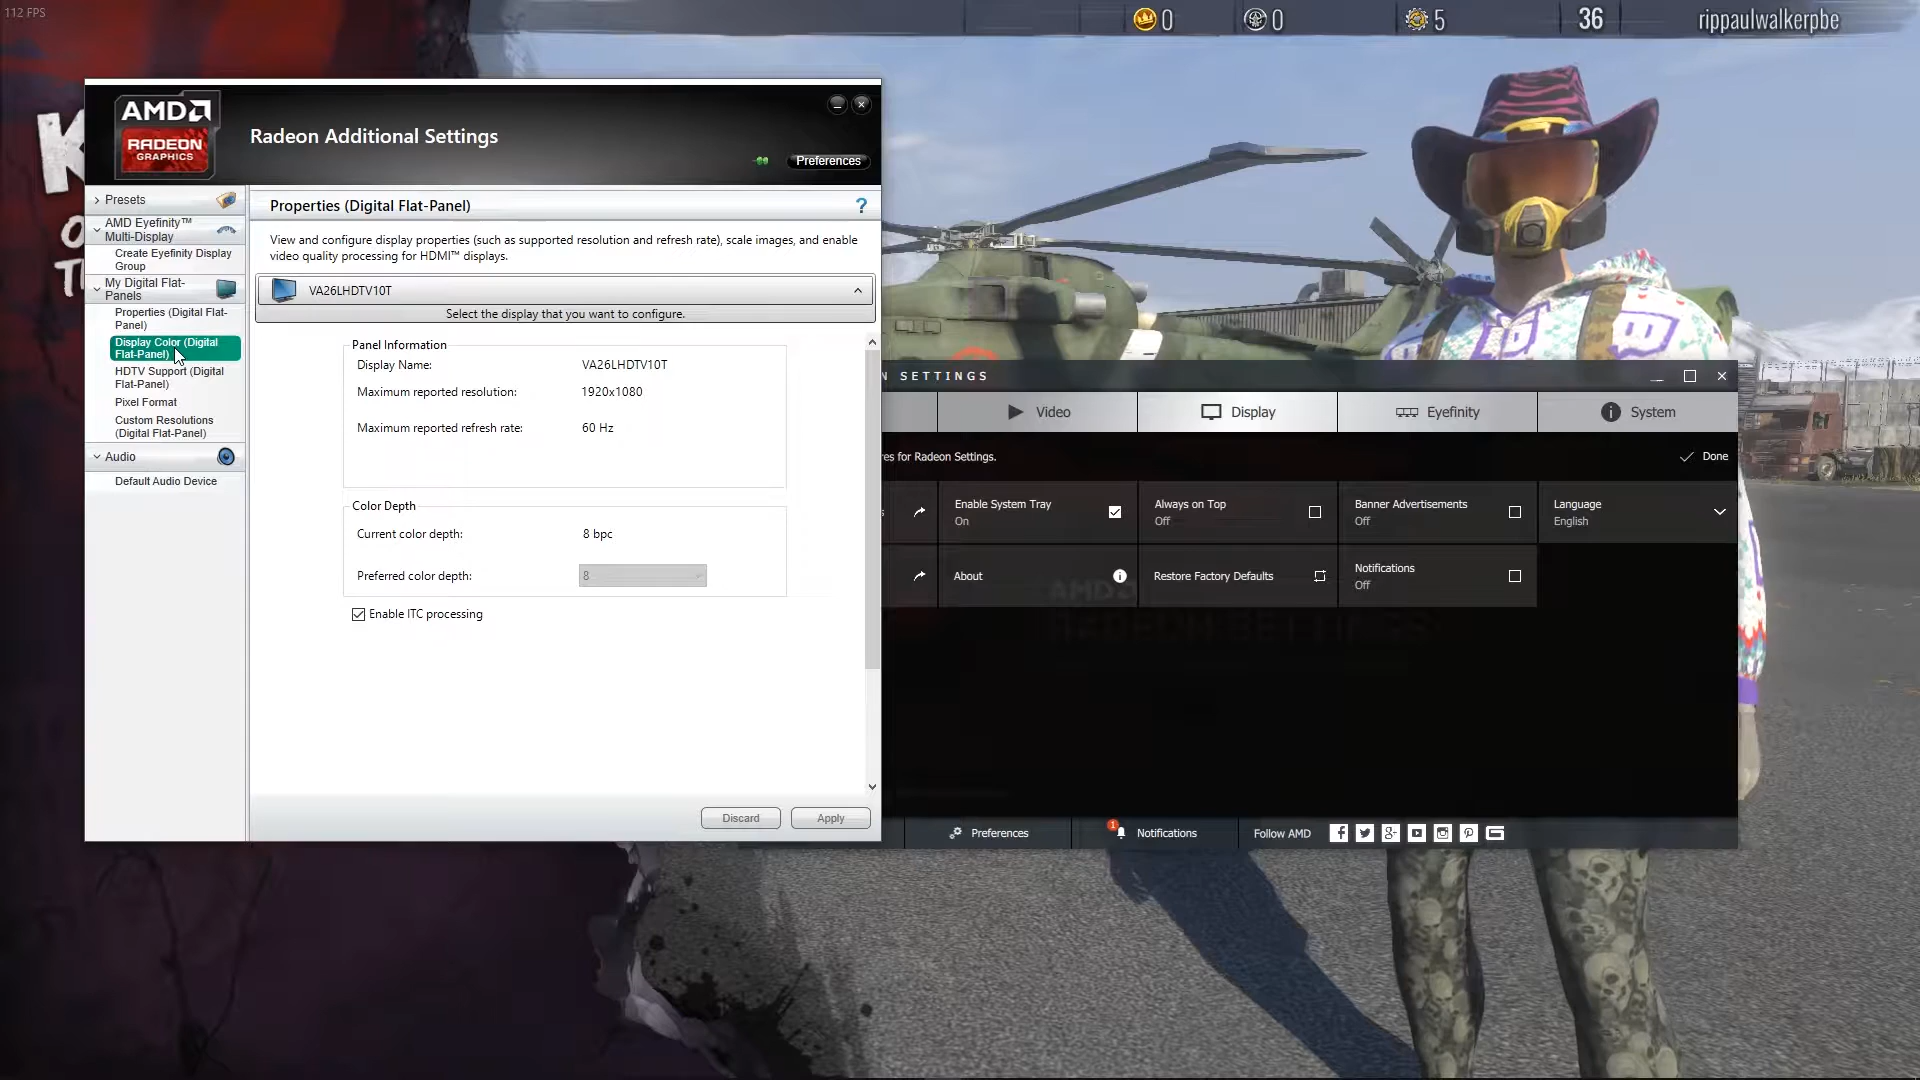 112 FPS
0
0
5
36
rippaulwalkerpbe
AMD
RADEON
GRAPHICS
Radeon Additional Settings
Preferences
Presets
AMD Eyefinity™
Multi-Display
Create Eyefinity Display
Group
My Digital Flat-
Panels
Properties (Digital Flat-
Panel)
Display Color (Digital
Flat-Panel)
HDTV Support (Digital
Flat-Panel)
Pixel Format
Custom Resolutions
(Digital Flat-Panel)
Audio
Default Audio Device
Properties (Digital Flat-Panel)
?
View and configure display properties (such as supported resolution and refresh rate), scale images, and enable
video quality processing for HDMI™ displays.
VA26LHDTV10T
Select the display that you want to configure.
Panel Information
Display Name: VA26LHDTV10T
Maximum reported resolution: 1920x1080
Maximum reported refresh rate: 60 Hz
Color Depth
Current color depth: 8 bpc
Preferred color depth: 8
Enable ITC processing
Discard
Apply
N SETTINGS
Video
Display
Eyefinity
System
es for Radeon Settings.
Done
s
Enable System Tray
On
Always on Top
Off
Banner Advertisements
Off
Language
English
About
Restore Factory Defaults
Notifications
Off
AMD
RADEON SETTINGS
Preferences
1
Notifications
Follow AMD